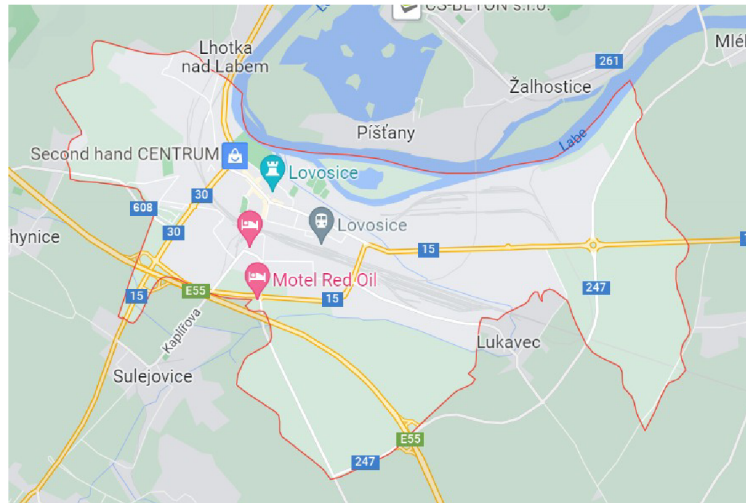 CS-BETON s.r.o.
Lhotka
nad Labem
261
Mlé
Žalhostice
Píšťany
Labe
Second hand CENTRUM
Lovosice
30
608
Lovosice
hynice
30
15
15
E55
Motel Red Oil
247
15
15
Kaplířova
Lukavec
Sulejovice
E55
247